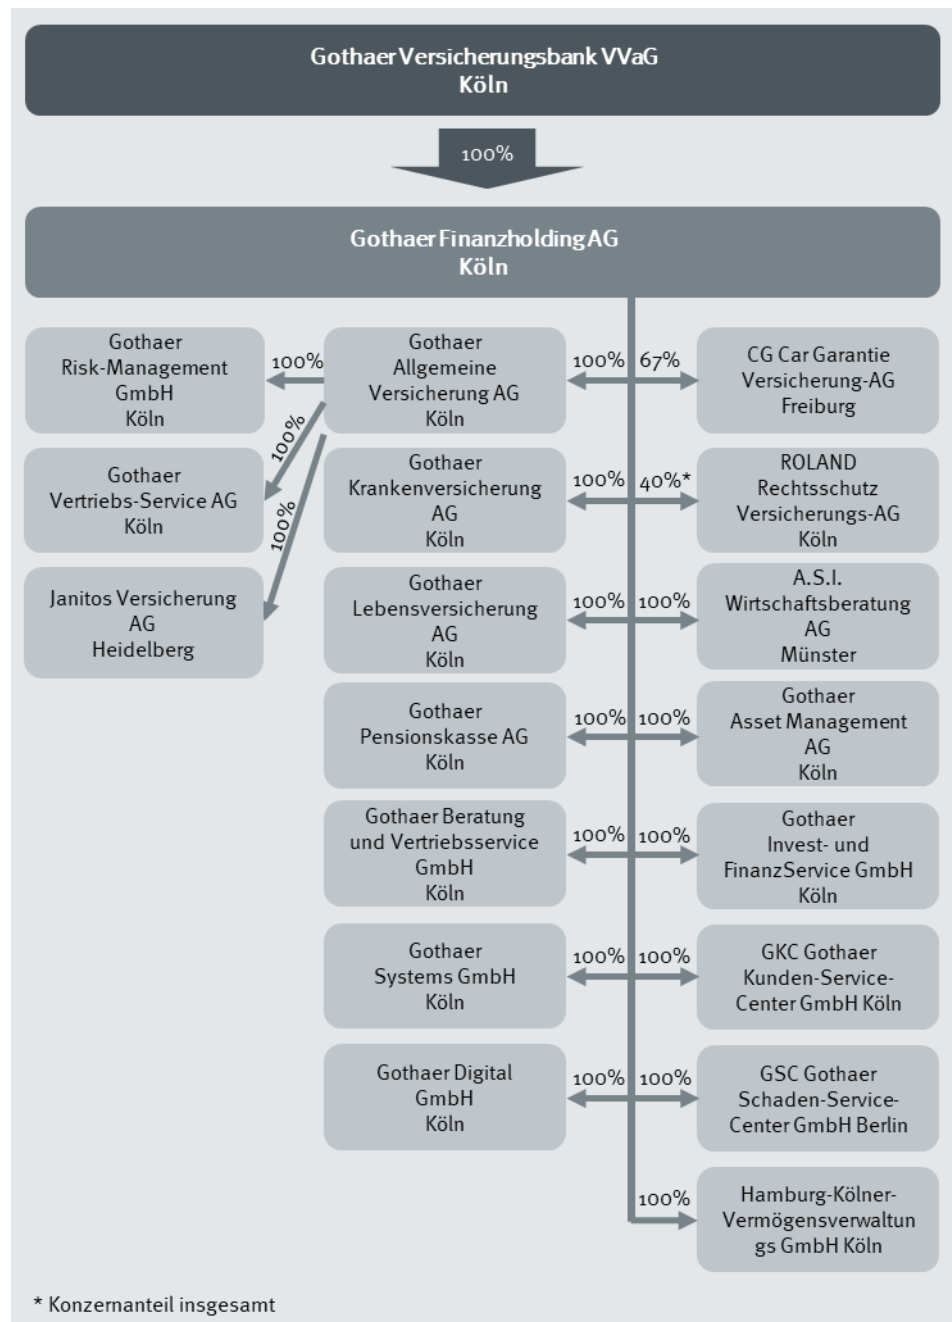 Gothaer Versicherungsbank VVaG
Köln
100%
Gothaer Finanzholding AG
Köln
Gothaer
Risk-Management
GmbH
Köln
100%
Gothaer
Allgemeine
Versicherung AG
Köln
100%
67%
CG Car Garantie
Versicherung-AG
Freiburg
100%
Gothaer
Vertriebs-Service AG
Köln
Gothaer
Krankenversicherung
AG
Köln
100%
40%*
ROLAND
Rechtsschutz
Versicherungs-AG
Köln
100%
Janitos Versicherung
AG
Heidelberg
Gothaer
Lebensversicherung
AG
Köln
100%
100%
A.S.I.
Wirtschaftsberatung
AG
Münster
Gothaer
Pensionskasse AG
Köln
100%
100%
Gothaer
Asset Management
AG
Köln
Gothaer Beratung
und Vertriebsservice
GmbH
Köln
100%
100%
Gothaer
Invest- und
FinanzService GmbH
Köln
Gothaer
Systems GmbH
Köln
100%
100%
GKC Gothaer
Kunden-Service-
Center GmbH Köln
Gothaer Digital
GmbH
Köln
100%
100%
GSC Gothaer
Schaden-Service-
Center GmbH Berlin
100%
Hamburg-Kölner-
Vermögensverwaltun
gs GmbH Köln
* Konzernanteil insgesamt